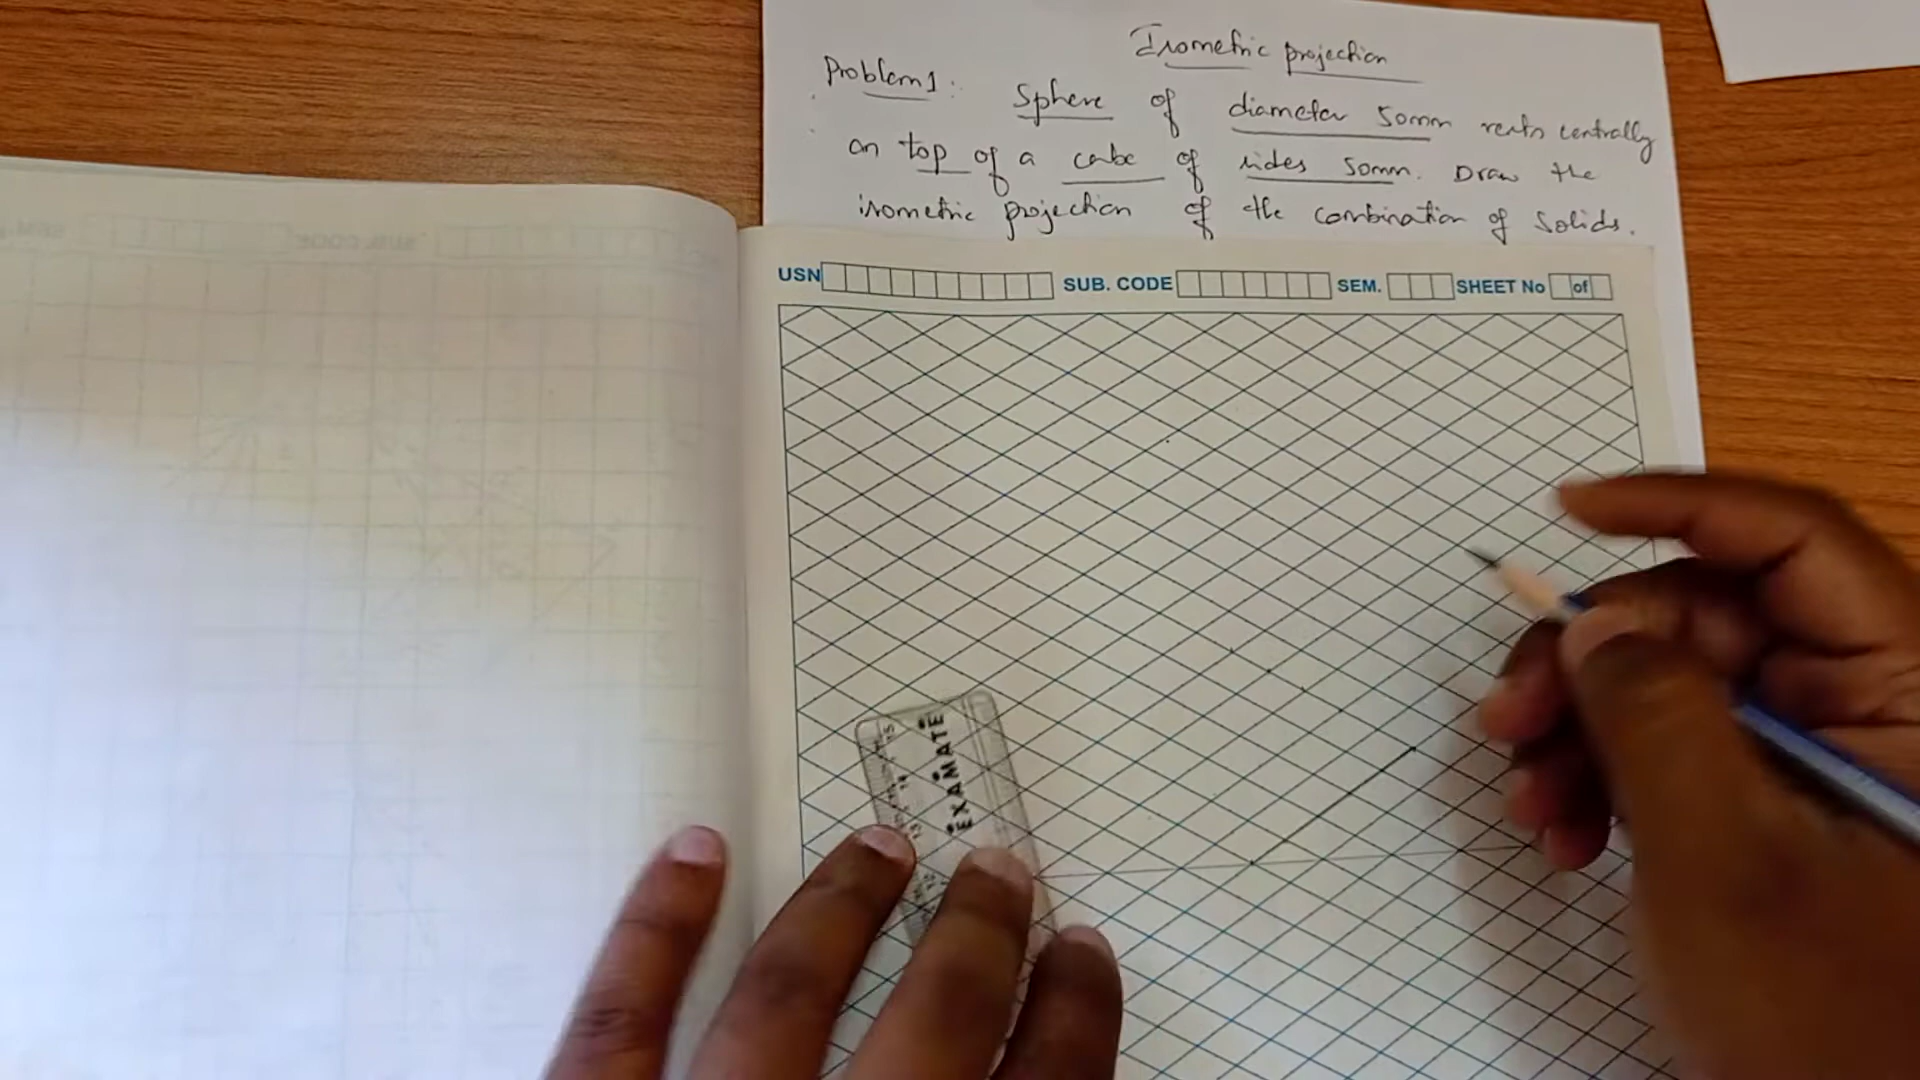 Isometric projection
Problem 1: Sphere of diameter 50mm rests centrally
on top of a cube of sides 50mm. Draw the
isometric projection of the combination of Solids.
USN SUB. CODE SEM. SHEET No of
EXAMATE